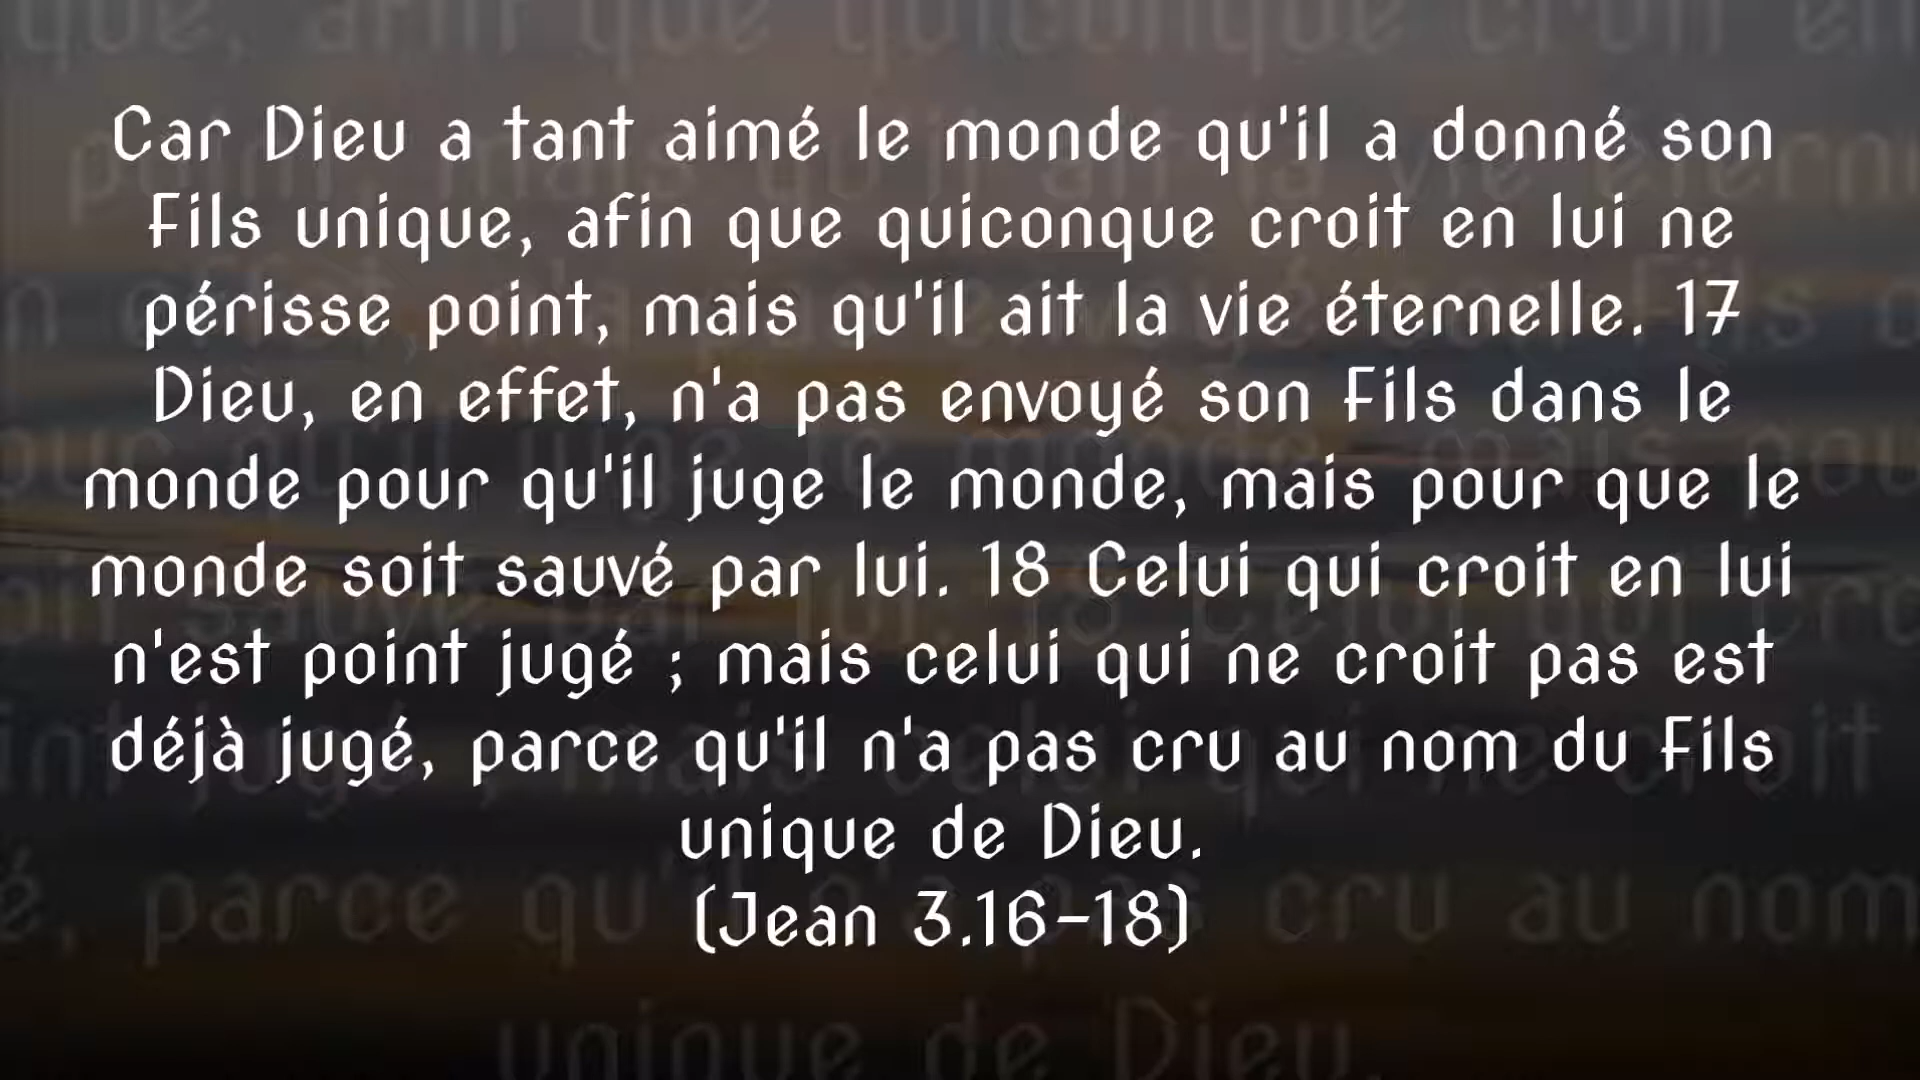 Car Dieu a tant aimé le monde qu'il a donné son
Fils unique, afin que quiconque croit en lui ne
périsse point, mais qu'il ait la vie éternelle. 17
Dieu, en effet, n'a pas envoyé son Fils dans le
monde pour qu'il juge le monde, mais pour que le
monde soit sauvé par lui. 18 Celui qui croit en lui
n'est point jugé ; mais celui qui ne croit pas est
déjà jugé, parce qu'il n'a pas cru au nom du Fils
unique de Dieu.
(Jean 3.16-18)